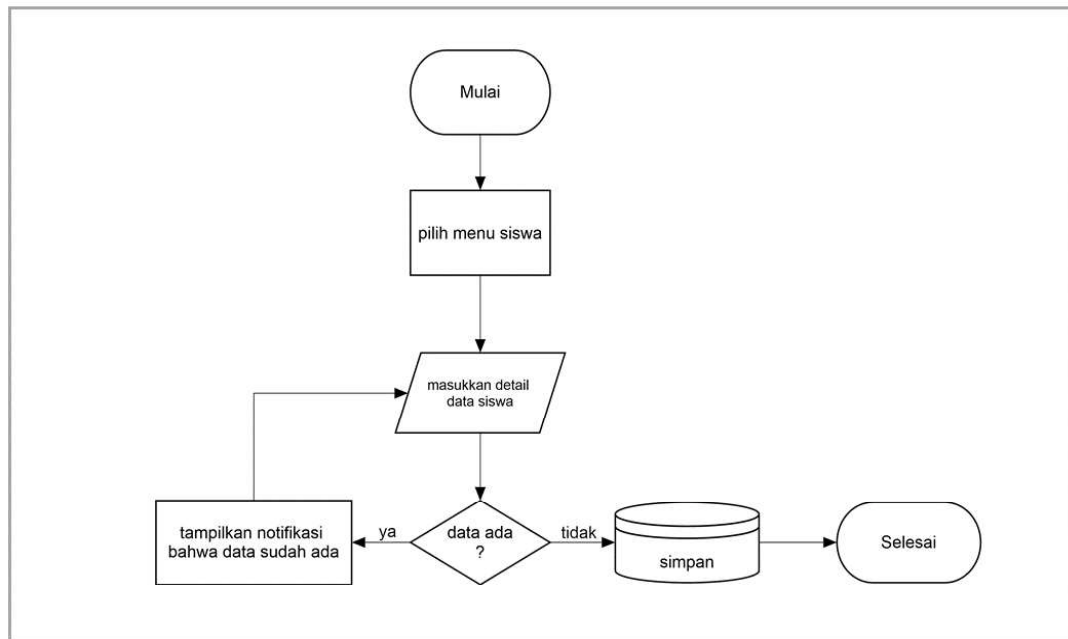 Mulai
pilih menu siswa
masukkan detail
data siswa
tampilkan notifikasi
bahwa data sudah ada
ya
data ada
?
tidak
simpan
Selesai